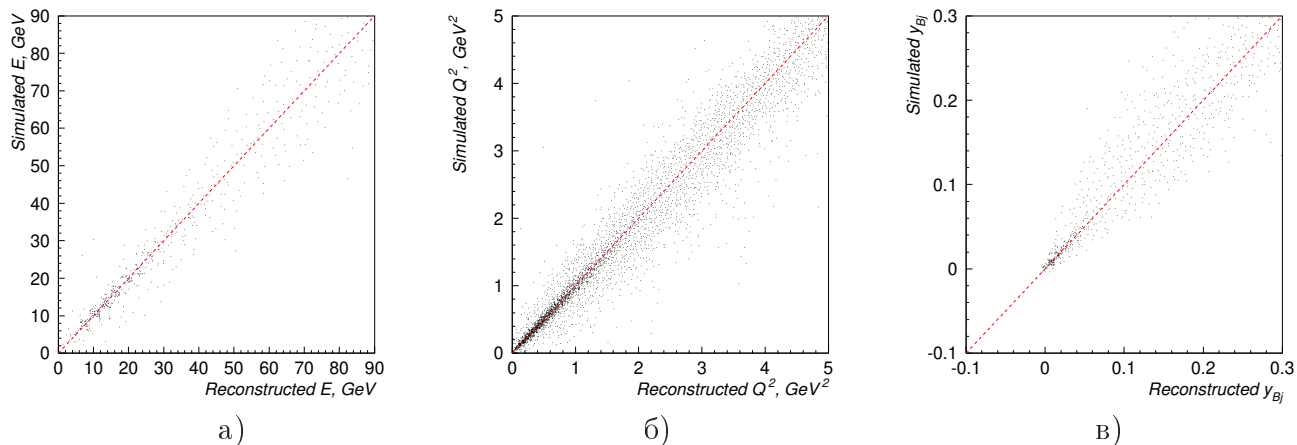 Simulated E, GeV
90
80
70
60
50
40
30
20
10
0
0 10 20 30 40 50 60 70 80 90
Reconstructed E, GeV
а)
Simulated Q², GeV²
5
4
3
2
1
0
0 1 2 3 4 5
Reconstructed Q², GeV²
б)
Simulated y_Bj
0.3
0.2
0.1
0
-0.1
-0.1 0 0.1 0.2 0.3
Reconstructed y_Bj
в)